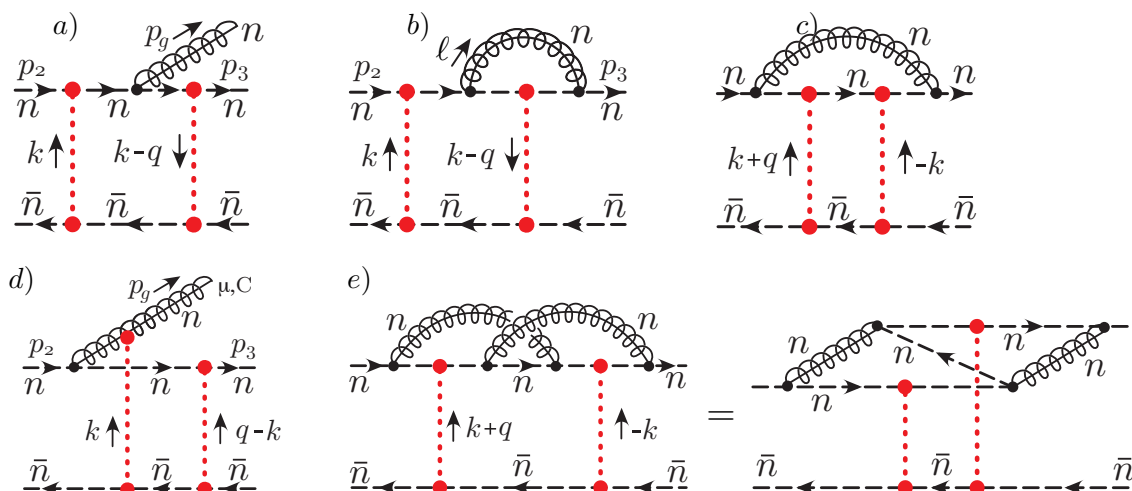 a) p_g n b) ℓ n n c) n
p_2 n n p_3 n p_2 n p_3 n n n n
k k-q k k-q k+q -k
n̄ n̄ n̄ n̄ n̄ n̄ n̄ n̄
d) p_g μ,C e)
n n n n n
p_2 n n p_3 n n n n n n
k q-k k+q -k =
n̄ n̄ n̄ n̄ n̄ n̄ n̄ n̄ n̄